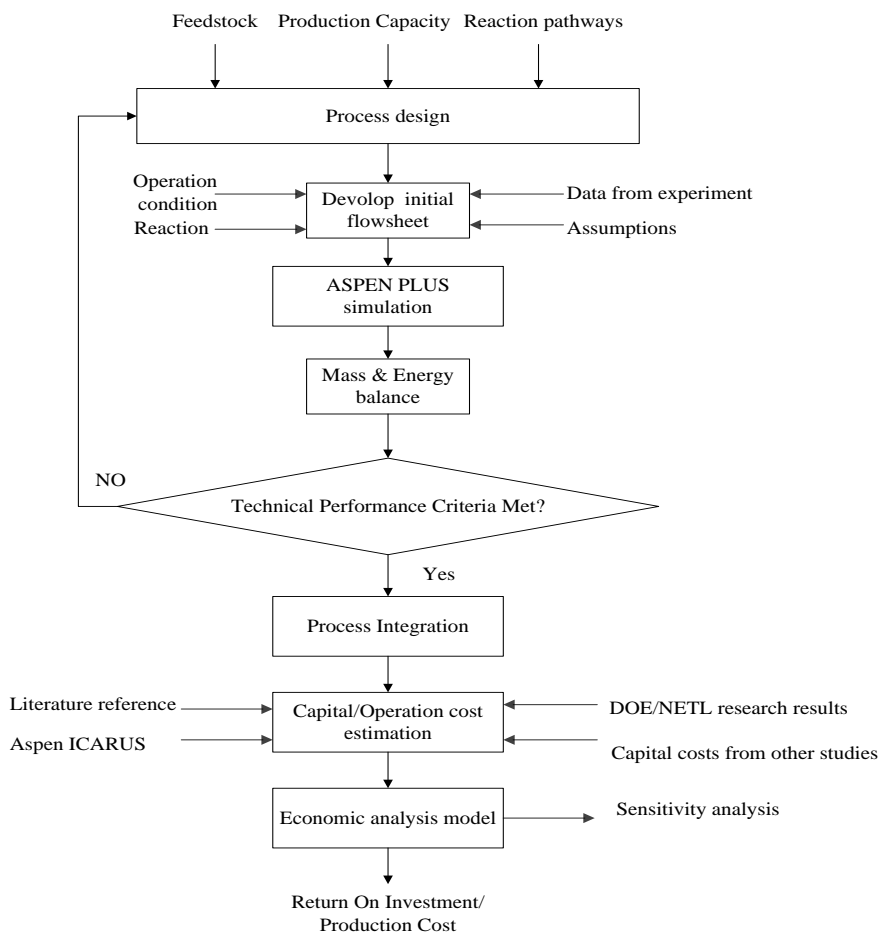 Feedstock
Production Capacity
Reaction pathways
Process design
Operation
condition
Reaction
Devolop initial
flowsheet
Data from experiment
Assumptions
ASPEN PLUS
simulation
Mass & Energy
balance
NO
Technical Performance Criteria Met?
Yes
Process Integration
Literature reference
Aspen ICARUS
Capital/Operation cost
estimation
DOE/NETL research results
Capital costs from other studies
Economic analysis model
Sensitivity analysis
Return On Investment/
Production Cost